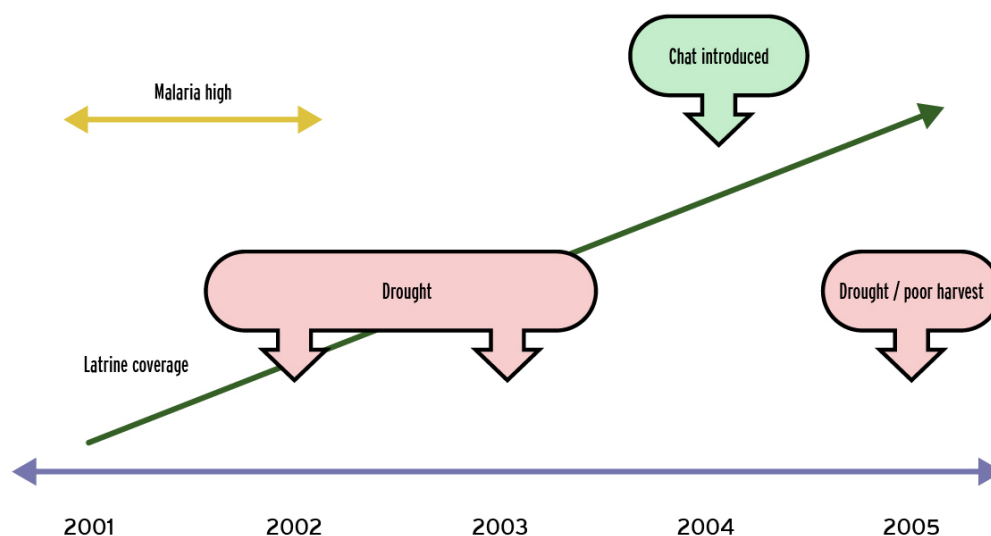 Chat introduced
Malaria high
Drought
Drought / poor harvest
Latrine coverage
2001 2002 2003 2004 2005